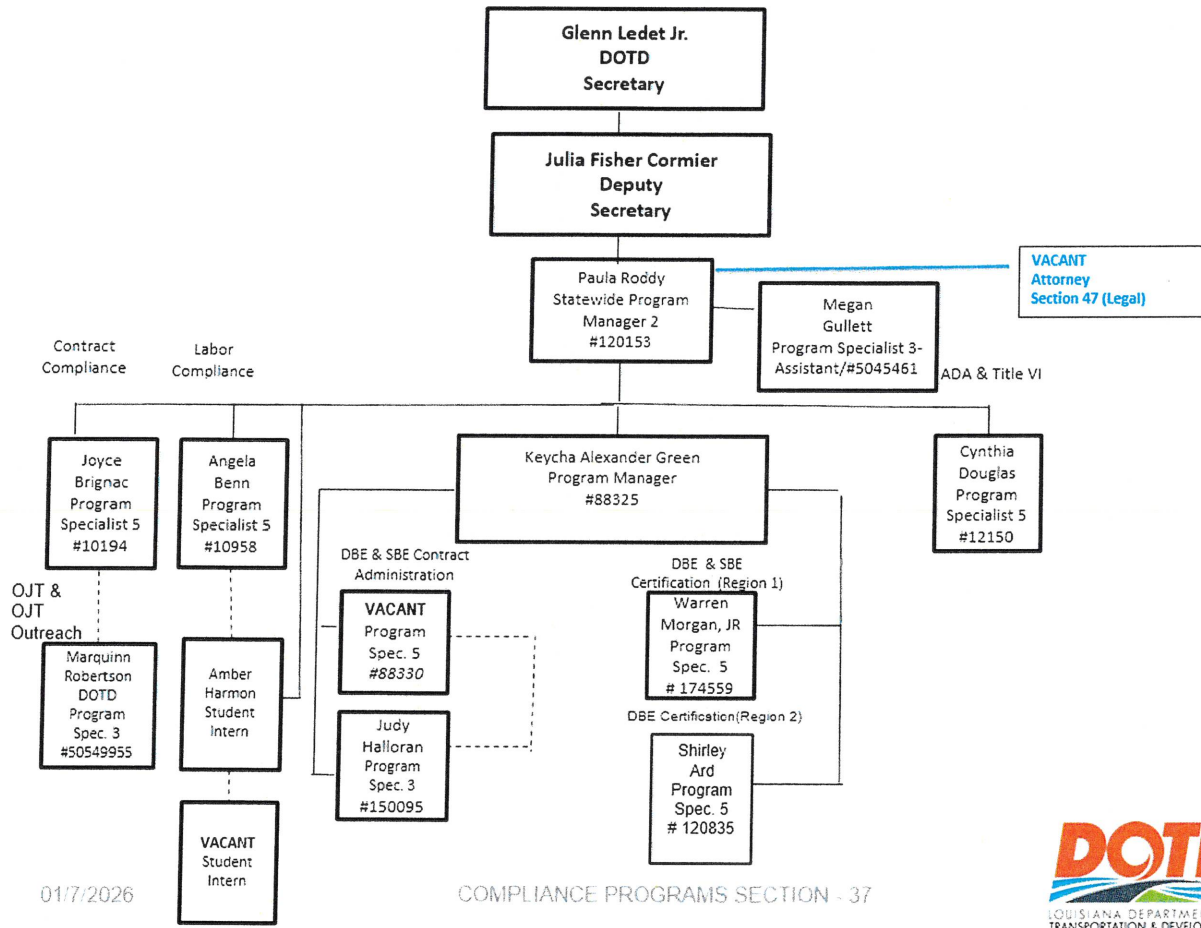 Glenn Ledet Jr.
DOTD
Secretary
Julia Fisher Cormier
Deputy
Secretary
Paula Roddy
Statewide Program
Manager 2
#120153
VACANT
Attorney
Section 47 (Legal)
Megan
Gullett
Program Specialist 3-
Assistant/#5045461
ADA & Title VI
Contract
Compliance
Labor
Compliance
Joyce
Brignac
Program
Specialist 5
#10194
Angela
Benn
Program
Specialist 5
#10958
Keycha Alexander Green
Program Manager
#88325
Cynthia
Douglas
Program
Specialist 5
#12150
OJT &
OJT
Outreach
Marquinn
Robertson
DOTD
Program
Spec. 3
#50549955
Amber
Harmon
Student
Intern
VACANT
Student
Intern
DBE & SBE Contract
Administration
VACANT
Program
Spec. 5
#88330
Judy
Halloran
Program
Spec. 3
#150095
DBE & SBE
Certification (Region 1)
Warren
Morgan, JR
Program
Spec. 5
# 174559
DBE Certification(Region 2)
Shirley
Ard
Program
Spec. 5
# 120835
01/7/2026
COMPLIANCE PROGRAMS SECTION - 37
DOT
LOUISIANA
TRANSPORTATION &